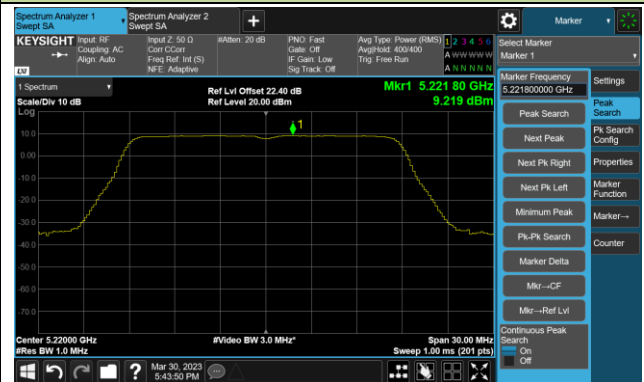 Spectrum Analyzer 1
Swept SA
Spectrum Analyzer 2
Swept SA
+
Marker
KEYSIGHT
Input: RF
Coupling: AC
Align: Auto
Input Z: 50 Ω
Corr CCorr
Freq Ref: Int (S)
NFE: Adaptive
#Atten: 20 dB
PNO: Fast
Gate: Off
IF Gain: Low
Sig Track: Off
Avg Type: Power (RMS)
Avg|Hold: 400/400
Trig: Free Run
1 2 3 4 5 6
A W W W W W
A N N N N N
LXI
Select Marker
Marker 1
1 Spectrum
Scale/Div 10 dB
Log
Ref Lvl Offset 22.40 dB
Ref Level 20.00 dBm
Mkr1 5.221 80 GHz
9.219 dBm
1
10.0
0.00
-10.0
-20.0
-30.0
-40.0
-50.0
-60.0
-70.0
Center 5.22000 GHz
#Res BW 1.0 MHz
#Video BW 3.0 MHz*
Span 30.00 MHz
Sweep 1.00 ms (201 pts)
Marker Frequency
5.221800000 GHz
Peak Search
Next Peak
Next Pk Right
Next Pk Left
Minimum Peak
Pk-Pk Search
Marker Delta
Mkr→CF
Mkr→Ref Lvl
Continuous Peak
Search
On
Off
Settings
Peak
Search
Pk Search
Config
Properties
Marker
Function
Marker→
Counter
?
Mar 30, 2023
5:43:50 PM